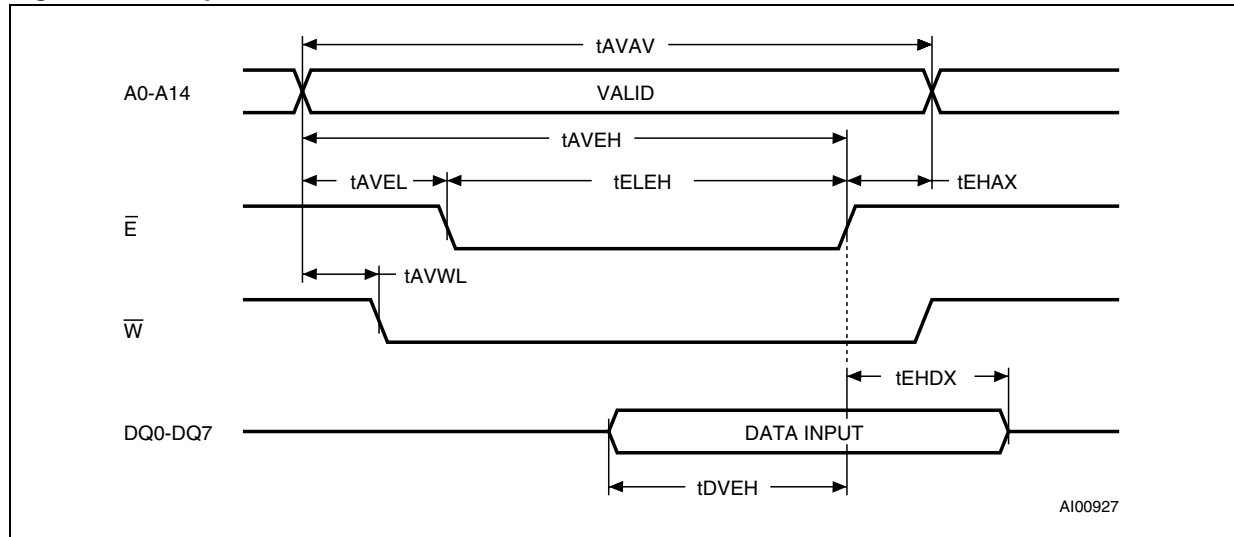 tAVAV
A0-A14
VALID
tAVEH
tAVEL
tELEH
tEHAX
E̅
tAVWL
W̅
tEHDX
DQ0-DQ7
DATA INPUT
tDVEH
AI00927